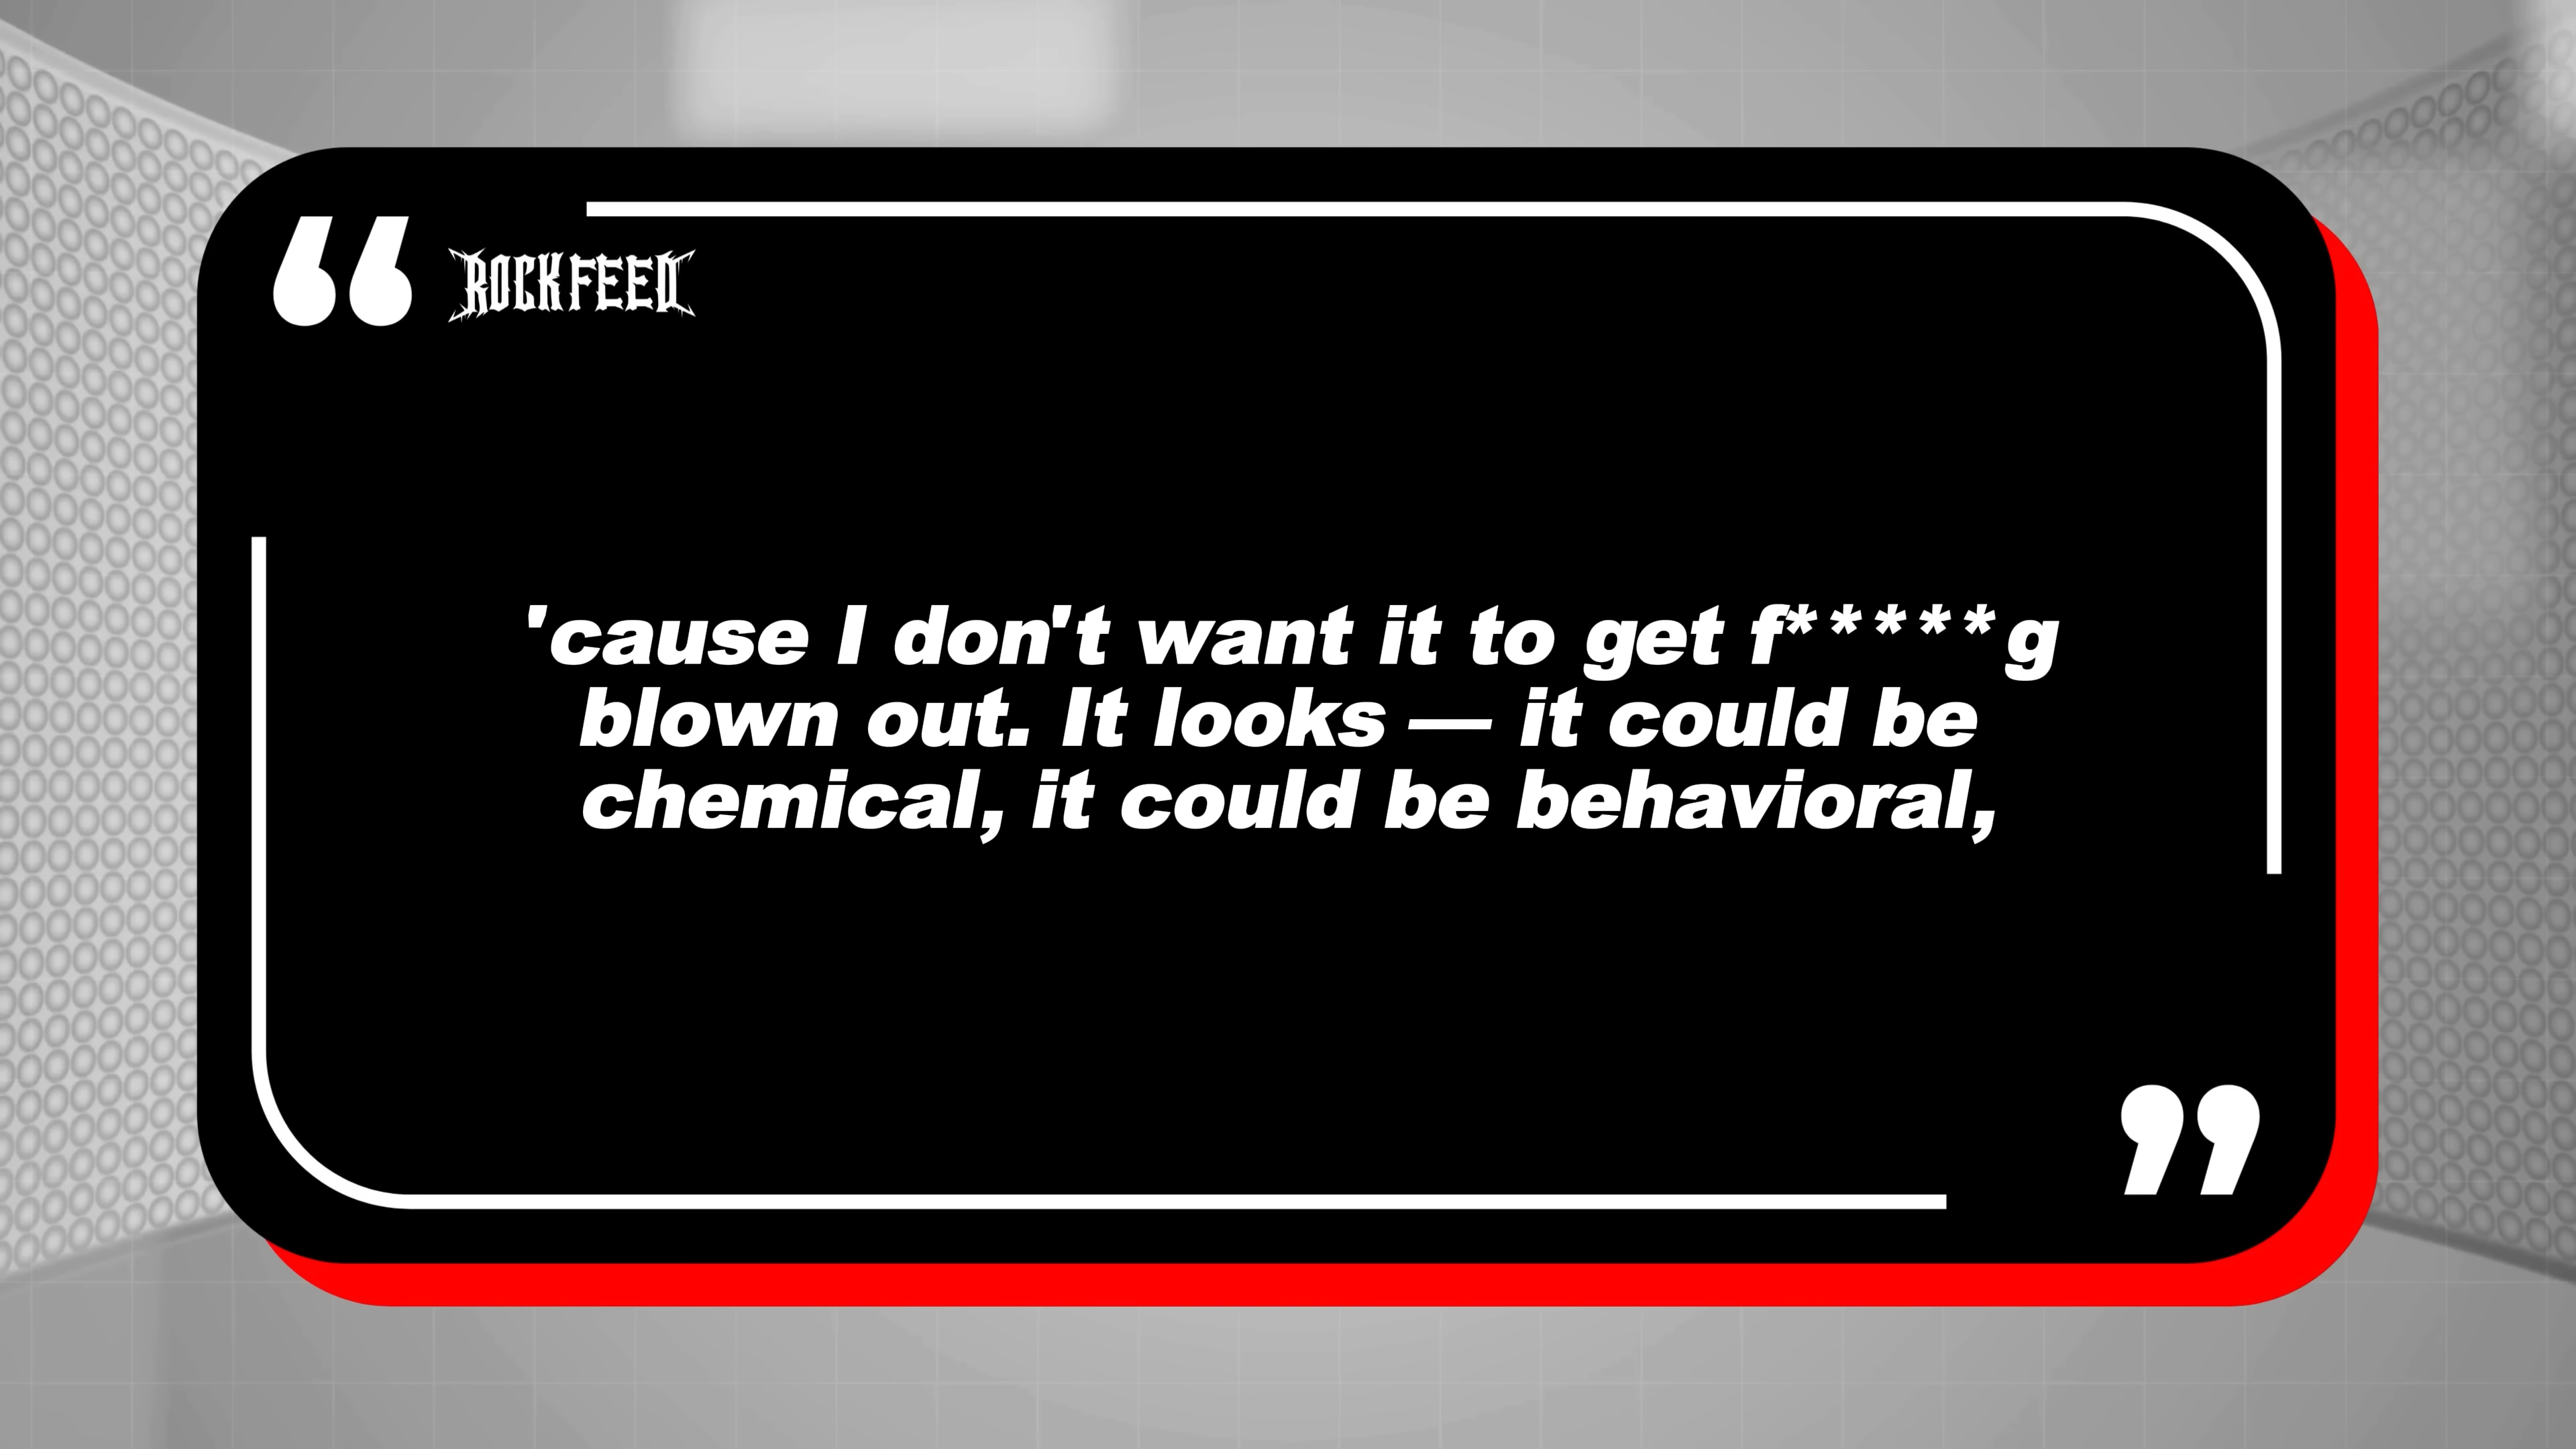 ROCKFEED
'cause I don't want it to get f*****g
blown out. It looks — it could be
chemical, it could be behavioral,